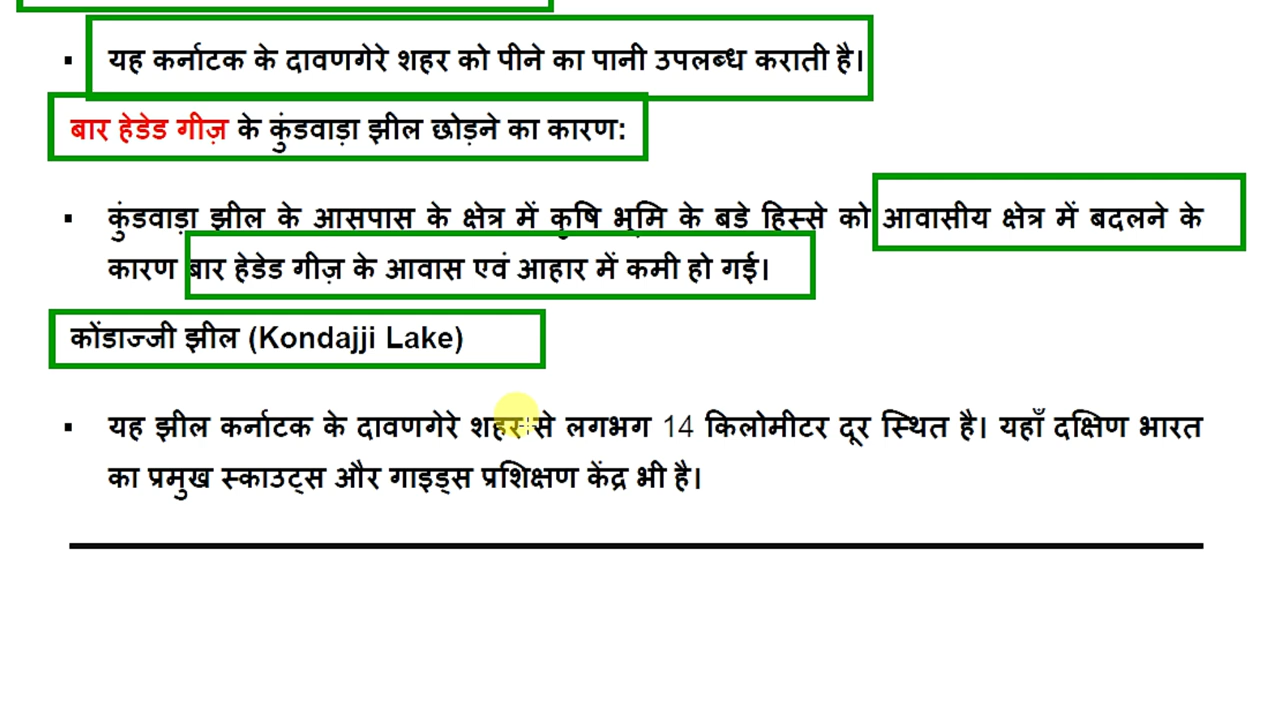 ▪ यह कर्नाटक के दावणगेरे शहर को पीने का पानी उपलब्ध कराती है।
बार हेडेड गीज़ के कुंडवाड़ा झील छोड़ने का कारण:
▪ कुंडवाड़ा झील के आसपास के क्षेत्र में कृषि भूमि के बडे हिस्से को आवासीय क्षेत्र में बदलने के
कारण बार हेडेड गीज़ के आवास एवं आहार में कमी हो गई।
कोंडाज्जी झील (Kondajji Lake)
▪ यह झील कर्नाटक के दावणगेरे शहर से लगभग 14 किलोमीटर दूर स्थित है। यहाँ दक्षिण भारत
का प्रमुख स्काउट्स और गाइड्स प्रशिक्षण केंद्र भी है।